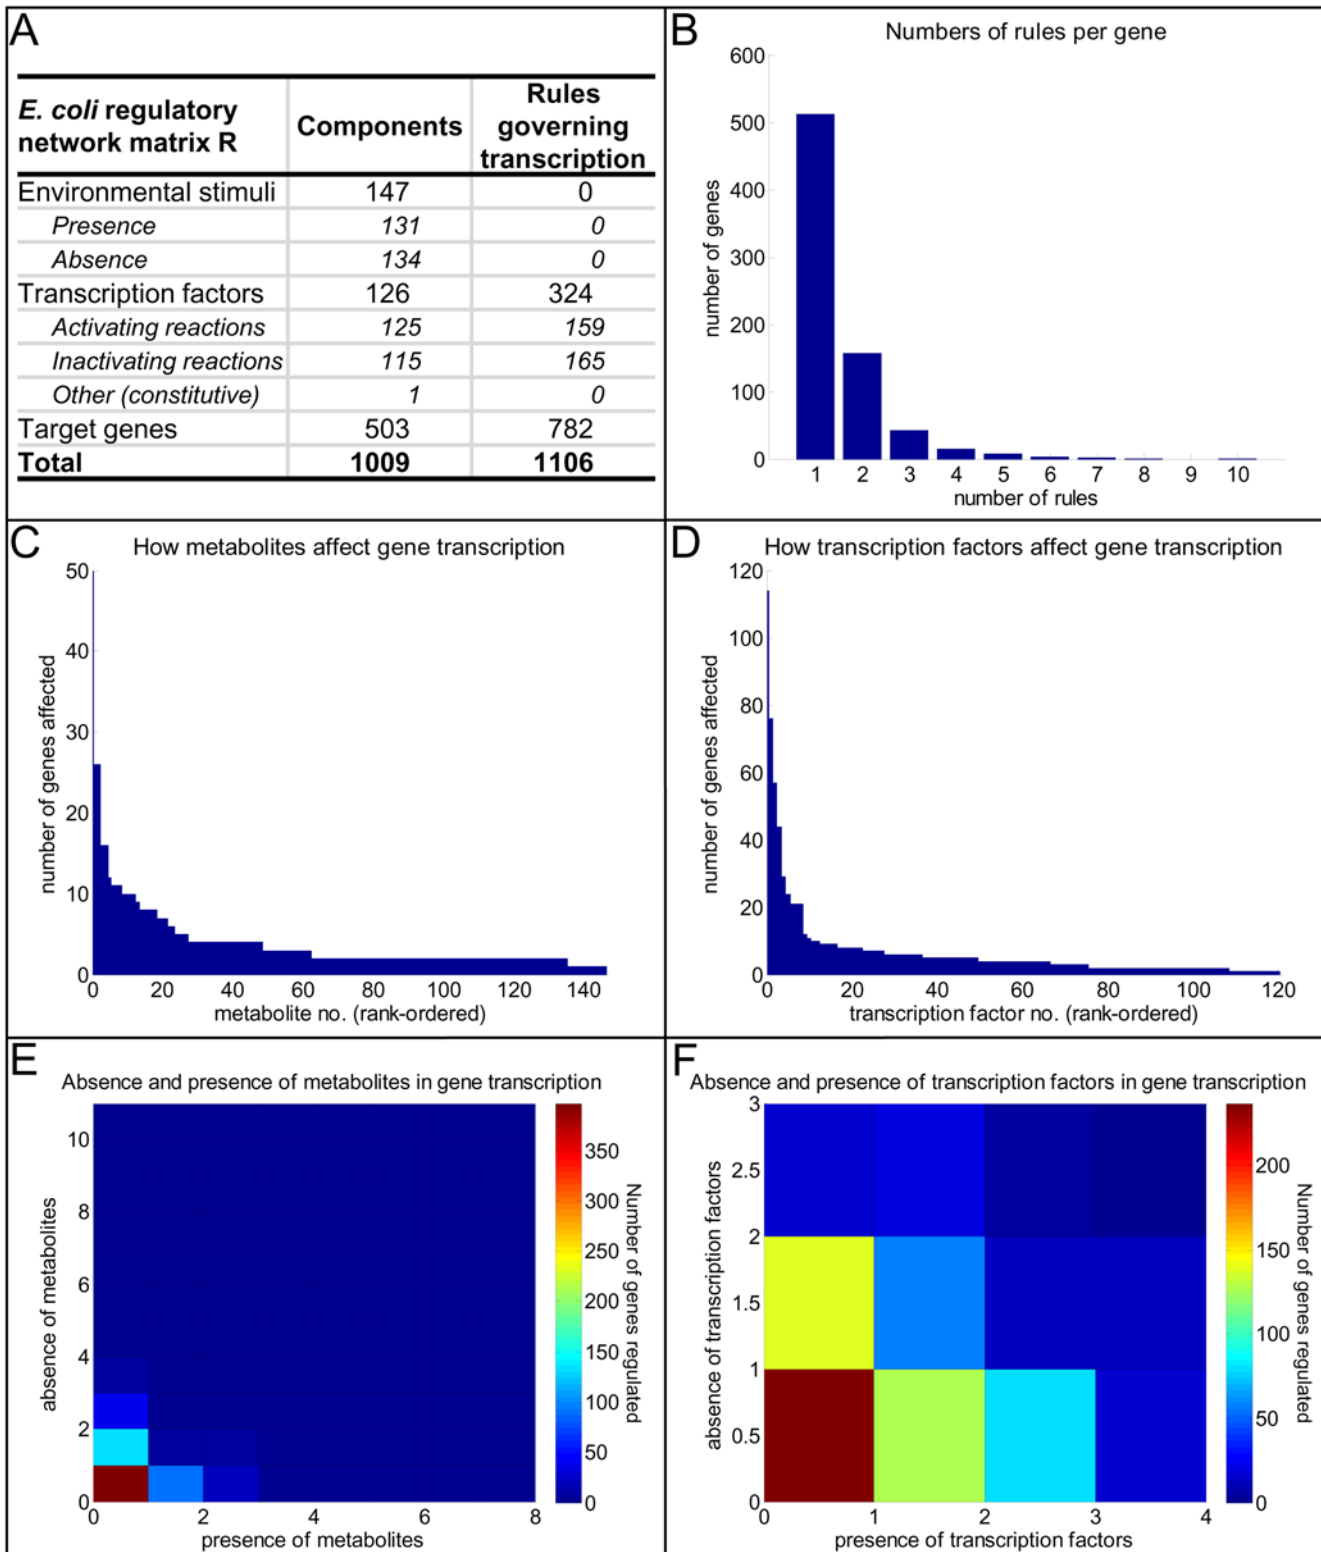 A
E. coli regulatory network matrix R | Components | Rules governing transcription
Environmental stimuli 147 0
Presence 131 0
Absence 134 0
Transcription factors 126 324
Activating reactions 125 159
Inactivating reactions 115 165
Other (constitutive) 1 0
Target genes 503 782
Total 1009 1106
B
Numbers of rules per gene
number of genes
600
500
400
300
200
100
0
1 2 3 4 5 6 7 8 9 10
number of rules
C
How metabolites affect gene transcription
number of genes affected
50
40
30
20
10
0
0 20 40 60 80 100 120 140
metabolite no. (rank-ordered)
D
How transcription factors affect gene transcription
number of genes affected
120
100
80
60
40
20
0
0 20 40 60 80 100 120
transcription factor no. (rank-ordered)
E
Absence and presence of metabolites in gene transcription
absence of metabolites
10
8
6
4
2
0
0 2 4 6 8
presence of metabolites
350
300
250
200
150
100
50
0
Number of genes regulated
F
Absence and presence of transcription factors in gene transcription
absence of transcription factors
3
2.5
2
1.5
1
0.5
0
0 1 2 3 4
presence of transcription factors
200
150
100
50
0
Number of genes regulated